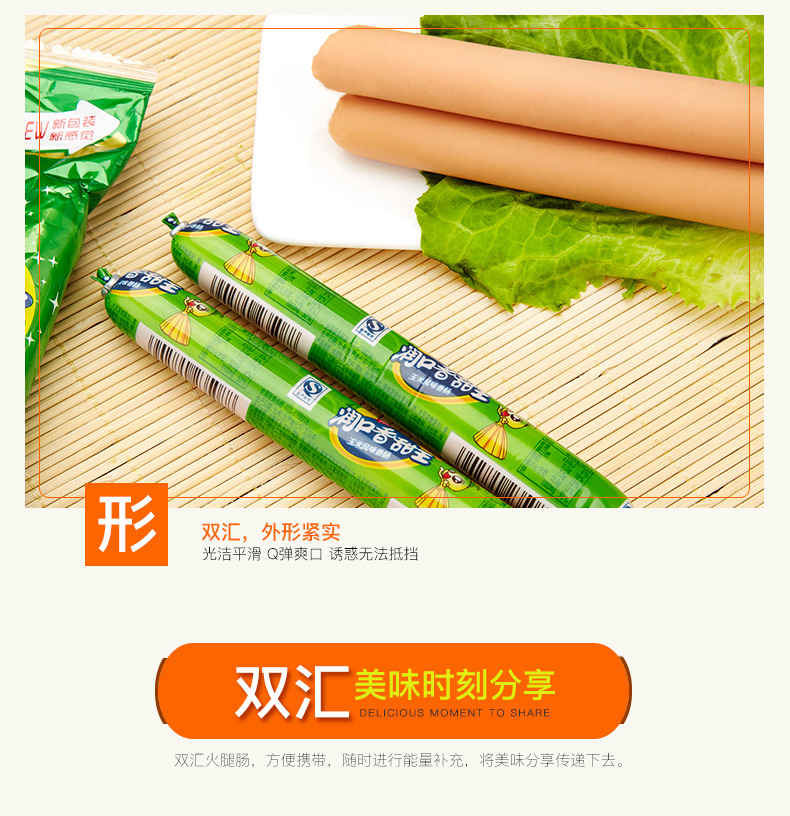 EW 新包装
新感觉
润口香甜王
玉米风味香肠
润口香甜王
玉米风味香肠
形
双汇，外形紧实
光洁平滑 Q弹爽口 诱惑无法抵挡
双汇 美味时刻分享
DELICIOUS MOMENT TO SHARE
双汇火腿肠，方便携带，随时进行能量补充，将美味分享传递下去。